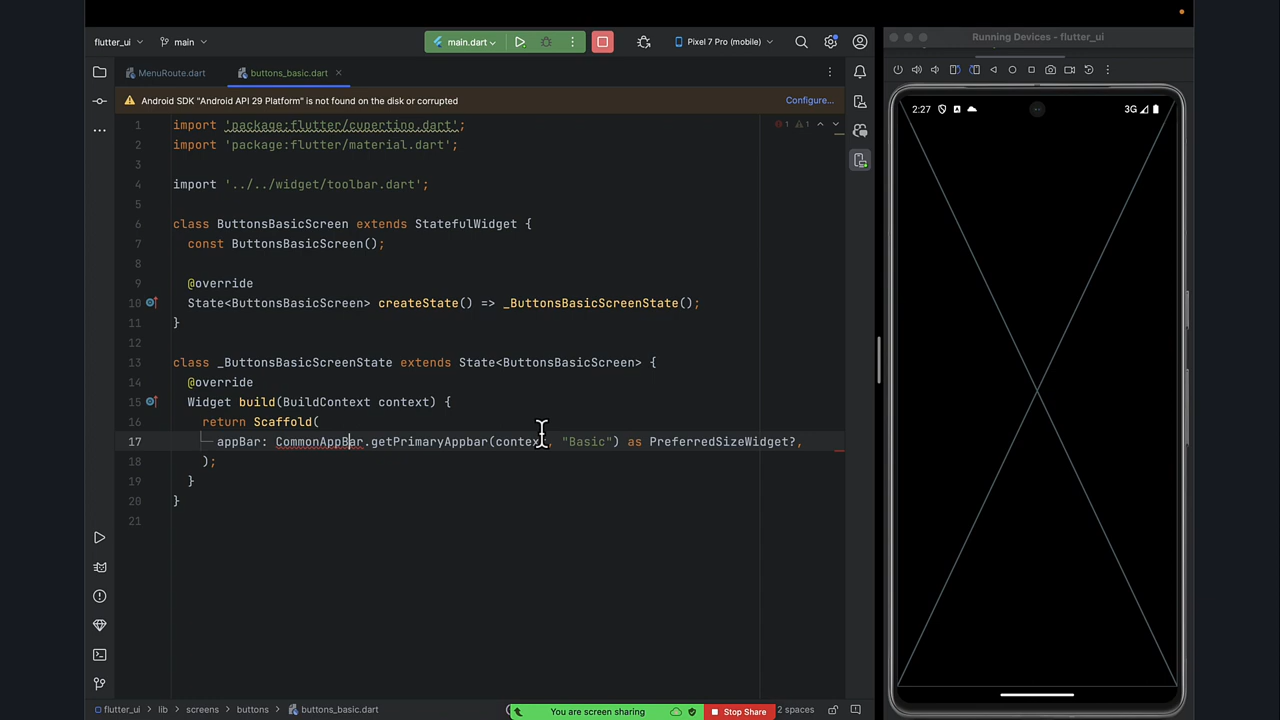 flutter_ui
main
main.dart
Pixel 7 Pro (mobile)
Running Devices - flutter_ui
MenuRoute.dart
buttons_basic.dart
Android SDK "Android API 29 Platform" is not found on the disk or corrupted
Configure...
1 import 'package:flutter/cupertino.dart';
1 1
2 import 'package:flutter/material.dart';
3
4 import '../../widget/toolbar.dart';
5
6 class ButtonsBasicScreen extends StatefulWidget {
7 const ButtonsBasicScreen();
8
9 @override
10 State<ButtonsBasicScreen> createState() => _ButtonsBasicScreenState();
11 }
12
13 class _ButtonsBasicScreenState extends State<ButtonsBasicScreen> {
14 @override
15 Widget build(BuildContext context) {
16 return Scaffold(
17 appBar: CommonAppBar.getPrimaryAppbar(context, "Basic") as PreferredSizeWidget?,
18 );
19 }
20 }
21
2:27
3G
flutter_ui > lib > screens > buttons > buttons_basic.dart
You are screen sharing
Stop Share
2 spaces